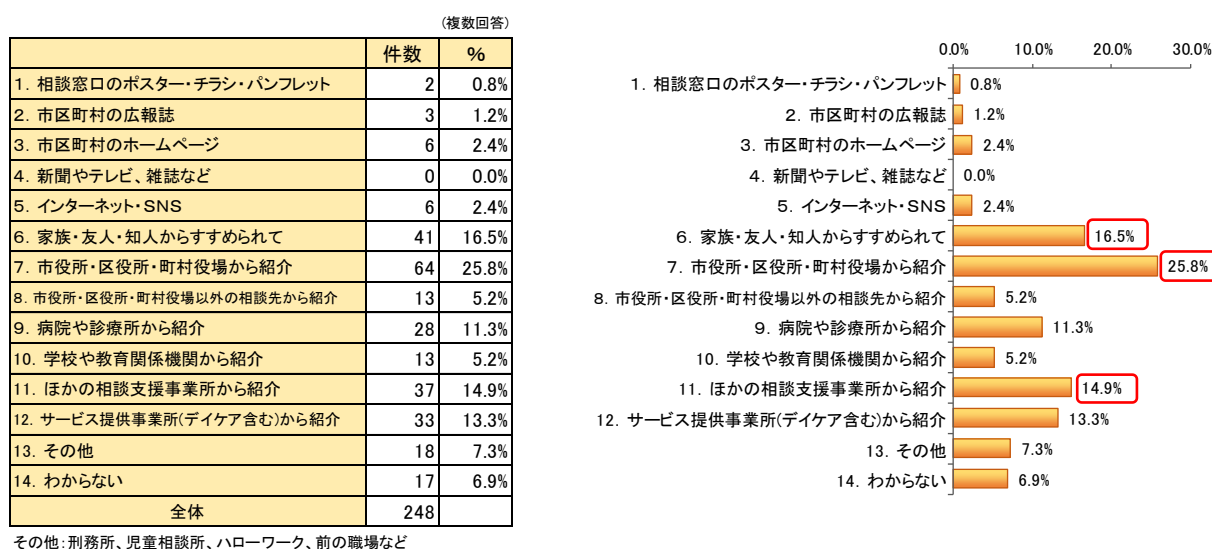 (複数回答)
件数 %
1. 相談窓口のポスター・チラシ・パンフレット 2 0.8%
2. 市区町村の広報誌 3 1.2%
3. 市区町村のホームページ 6 2.4%
4. 新聞やテレビ、雑誌など 0 0.0%
5. インターネット・SNS 6 2.4%
6. 家族・友人・知人からすすめられて 41 16.5%
7. 市役所・区役所・町村役場から紹介 64 25.8%
8. 市役所・区役所・町村役場以外の相談先から紹介 13 5.2%
9. 病院や診療所から紹介 28 11.3%
10. 学校や教育関係機関から紹介 13 5.2%
11. ほかの相談支援事業所から紹介 37 14.9%
12. サービス提供事業所(デイケア含む)から紹介 33 13.3%
13. その他 18 7.3%
14. わからない 17 6.9%
全体 248
その他:刑務所、児童相談所、ハローワーク、前の職場など
0.0% 10.0% 20.0% 30.0%
1. 相談窓口のポスター・チラシ・パンフレット 0.8%
2. 市区町村の広報誌 1.2%
3. 市区町村のホームページ 2.4%
4. 新聞やテレビ、雑誌など 0.0%
5. インターネット・SNS 2.4%
6. 家族・友人・知人からすすめられて 16.5%
7. 市役所・区役所・町村役場から紹介 25.8%
8. 市役所・区役所・町村役場以外の相談先から紹介 5.2%
9. 病院や診療所から紹介 11.3%
10. 学校や教育関係機関から紹介 5.2%
11. ほかの相談支援事業所から紹介 14.9%
12. サービス提供事業所(デイケア含む)から紹介 13.3%
13. その他 7.3%
14. わからない 6.9%